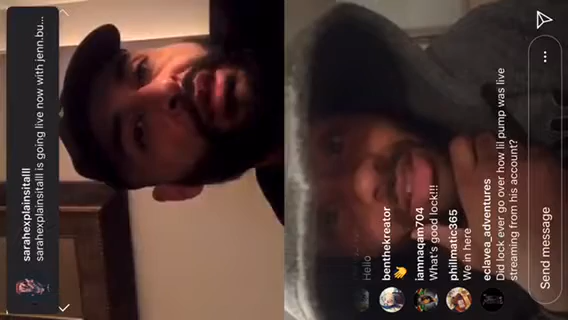 sarahexplainsitalll
sarahexplainsitalll is going live now with jenn.bu...
Hello
benthekreator
👋
iamnaqam704
What's good lock!!!
phillmatic365
We in here
eclavea_adventures
Did lock ever go over how lil pump was live
streaming from his account?
Send message